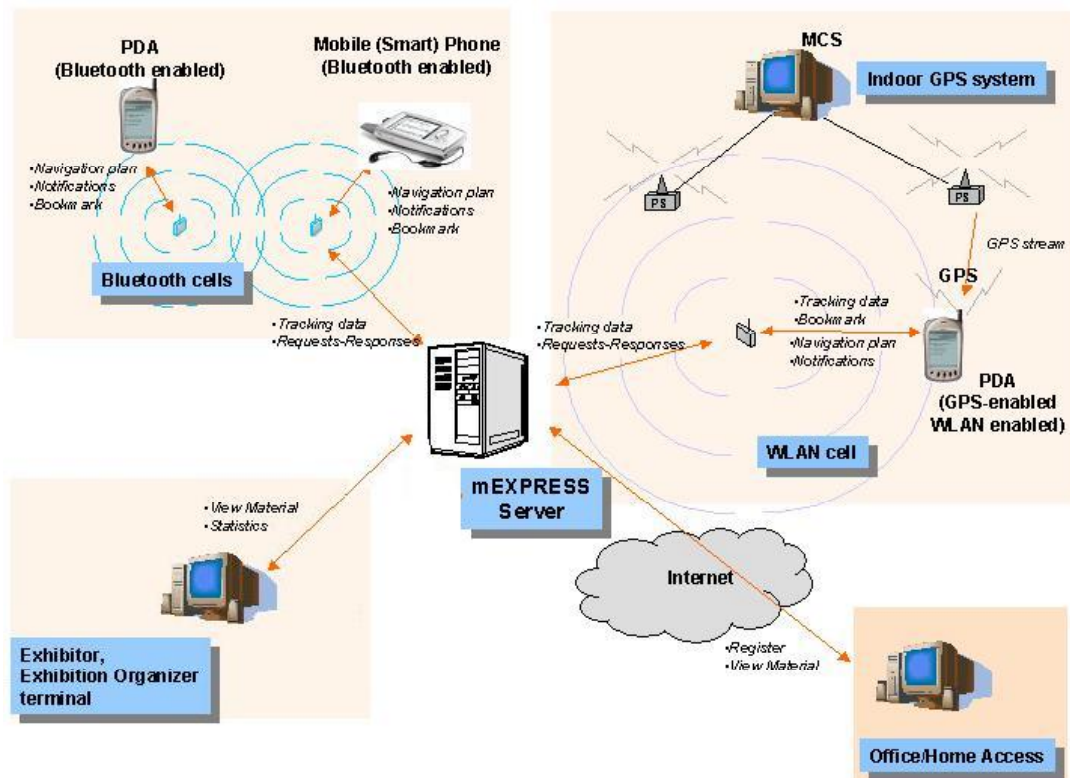 PDA
(Bluetooth enabled)
Mobile (Smart) Phone
(Bluetooth enabled)
•Navigation plan
•Notifications
•Bookmark
•Navigation plan
•Notifications
•Bookmark
Bluetooth cells
•Tracking data
•Requests-Responses
MCS
Indoor GPS system
PS
PS
GPS stream
GPS
•Tracking data
•Bookmark
•Navigation plan
•Notifications
•Tracking data
•Requests-Responses
PDA
(GPS-enabled
WLAN enabled)
WLAN cell
mEXPRESS
Server
•View Material
•Statistics
Exhibitor,
Exhibition Organizer
terminal
Internet
•Register
•View Material
Office/Home Access